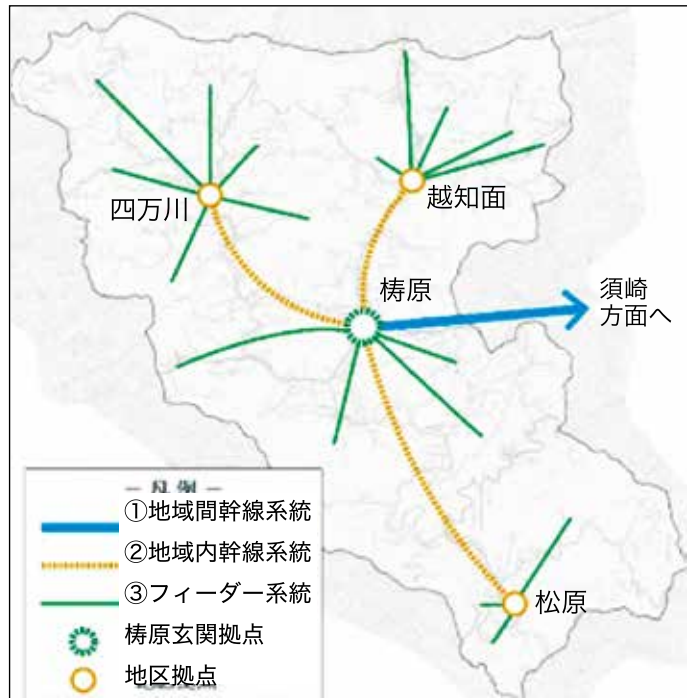 四万川
越知面
梼原
須崎
方面へ
松原
－ 凡 例 －
①地域間幹線系統
②地域内幹線系統
③フィーダー系統
梼原玄関拠点
地区拠点